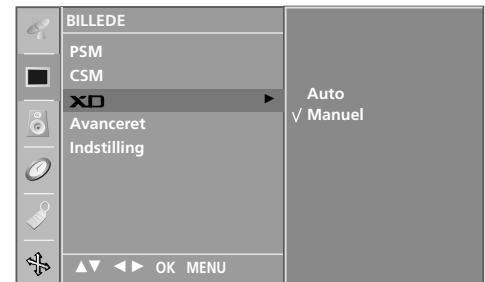 BILLEDE
PSM
CSM
XD ►
Avanceret
Indstilling
Auto
√ Manuel
▲▼ ◄► OK MENU